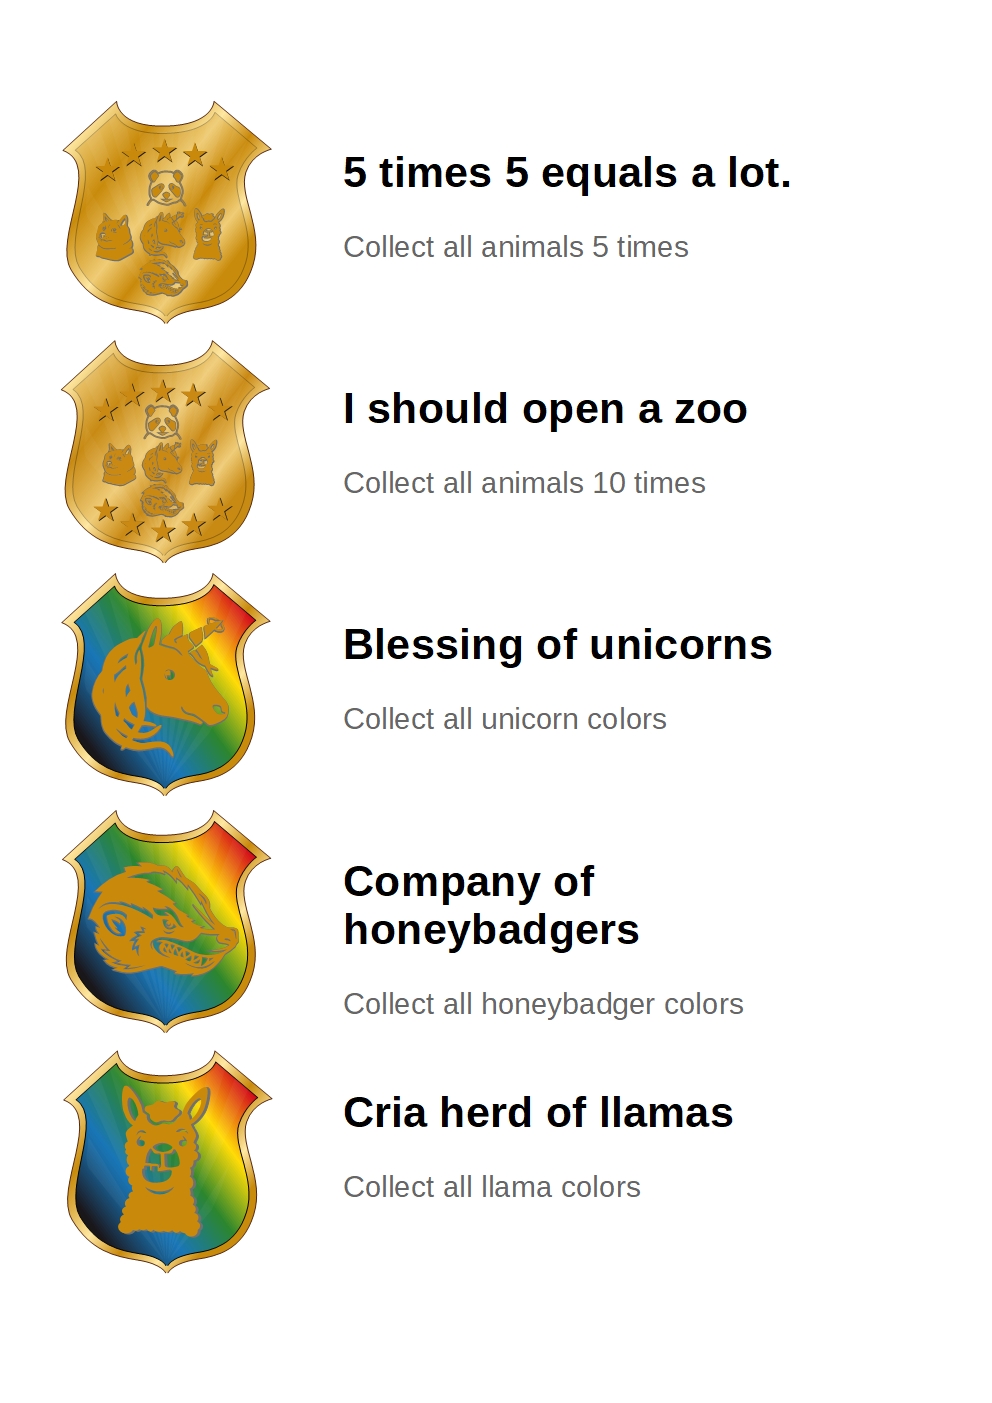 5 times 5 equals a lot.
Collect all animals 5 times
I should open a zoo
Collect all animals 10 times
Blessing of unicorns
Collect all unicorn colors
Company of
honeybadgers
Collect all honeybadger colors
Cria herd of llamas
Collect all llama colors